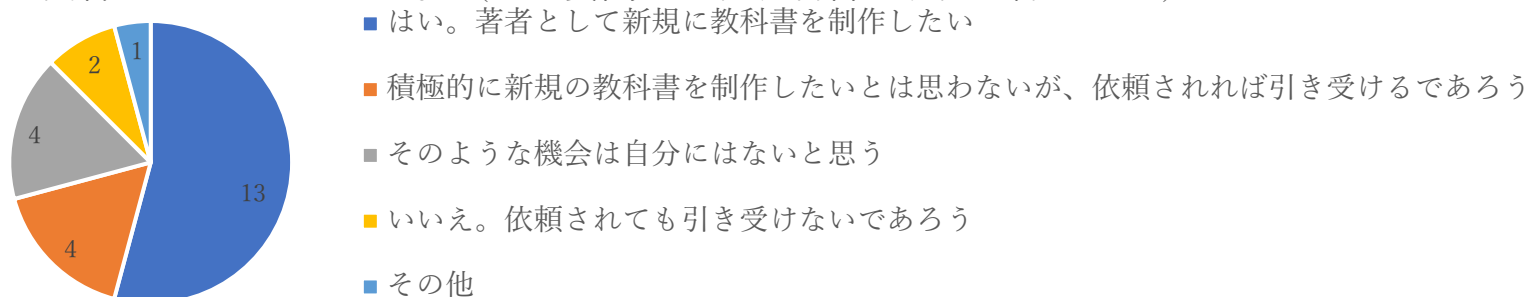 はい。著者として新規に教科書を制作したい
積極的に新規の教科書を制作したいとは思わないが、依頼されれば引き受けるであろう
そのような機会は自分にはないと思う
いいえ。依頼されても引き受けないであろう
その他
1
2
4
13
4